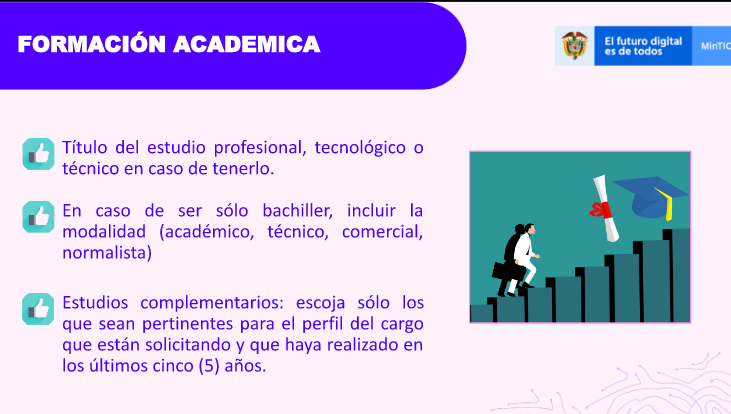 FORMACIÓN ACADEMICA
El futuro digital
es de todos
MinTIC
Título del estudio profesional, tecnológico o
técnico en caso de tenerlo.
En caso de ser sólo bachiller, incluir la
modalidad (académico, técnico, comercial,
normalista)
Estudios complementarios: escoja sólo los
que sean pertinentes para el perfil del cargo
que están solicitando y que haya realizado en
los últimos cinco (5) años.